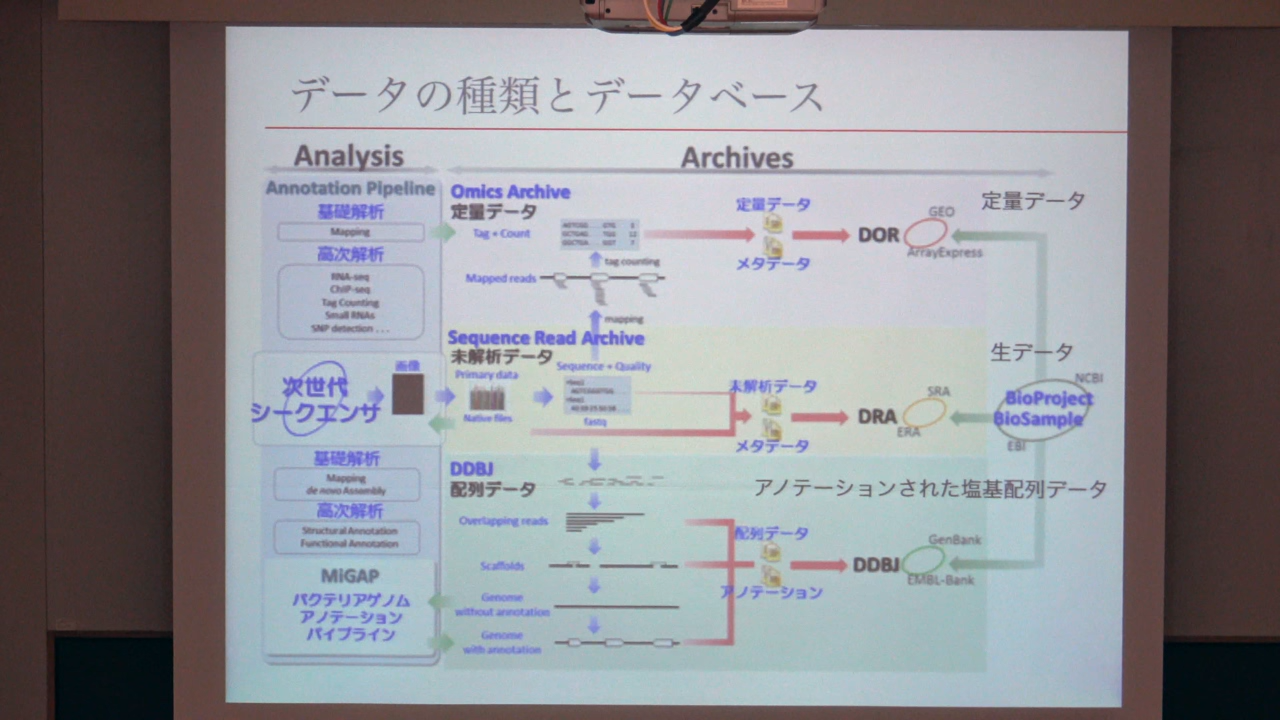 データの種類とデータベース
Analysis
Archives
Annotation Pipeline
基礎解析
Mapping
高次解析
RNA-seq
ChIP-seq
Tag Counting
Small RNAs
SNP detection . . .
次世代
シークエンサ
画像
基礎解析
Mapping
de novo Assembly
高次解析
Structural Annotation
Functional Annotation
MiGAP
バクテリアゲノム
アノテーション
パイプライン
Omics Archive
定量データ
Tag + Count
tag counting
Mapped reads
mapping
定量データ
メタデータ
DOR
GEO
ArrayExpress
定量データ
Sequence Read Archive
未解析データ
Primary data
Native files
Sequence + Quality
fastq
未解析データ
メタデータ
DRA
SRA
ERA
生データ
NCBI
BioProject
BioSample
EBI
DDBJ
配列データ
アノテーションされた塩基配列データ
Overlapping reads
Scaffolds
Genome
without annotation
Genome
with annotation
配列データ
アノテーション
DDBJ
GenBank
EMBL-Bank